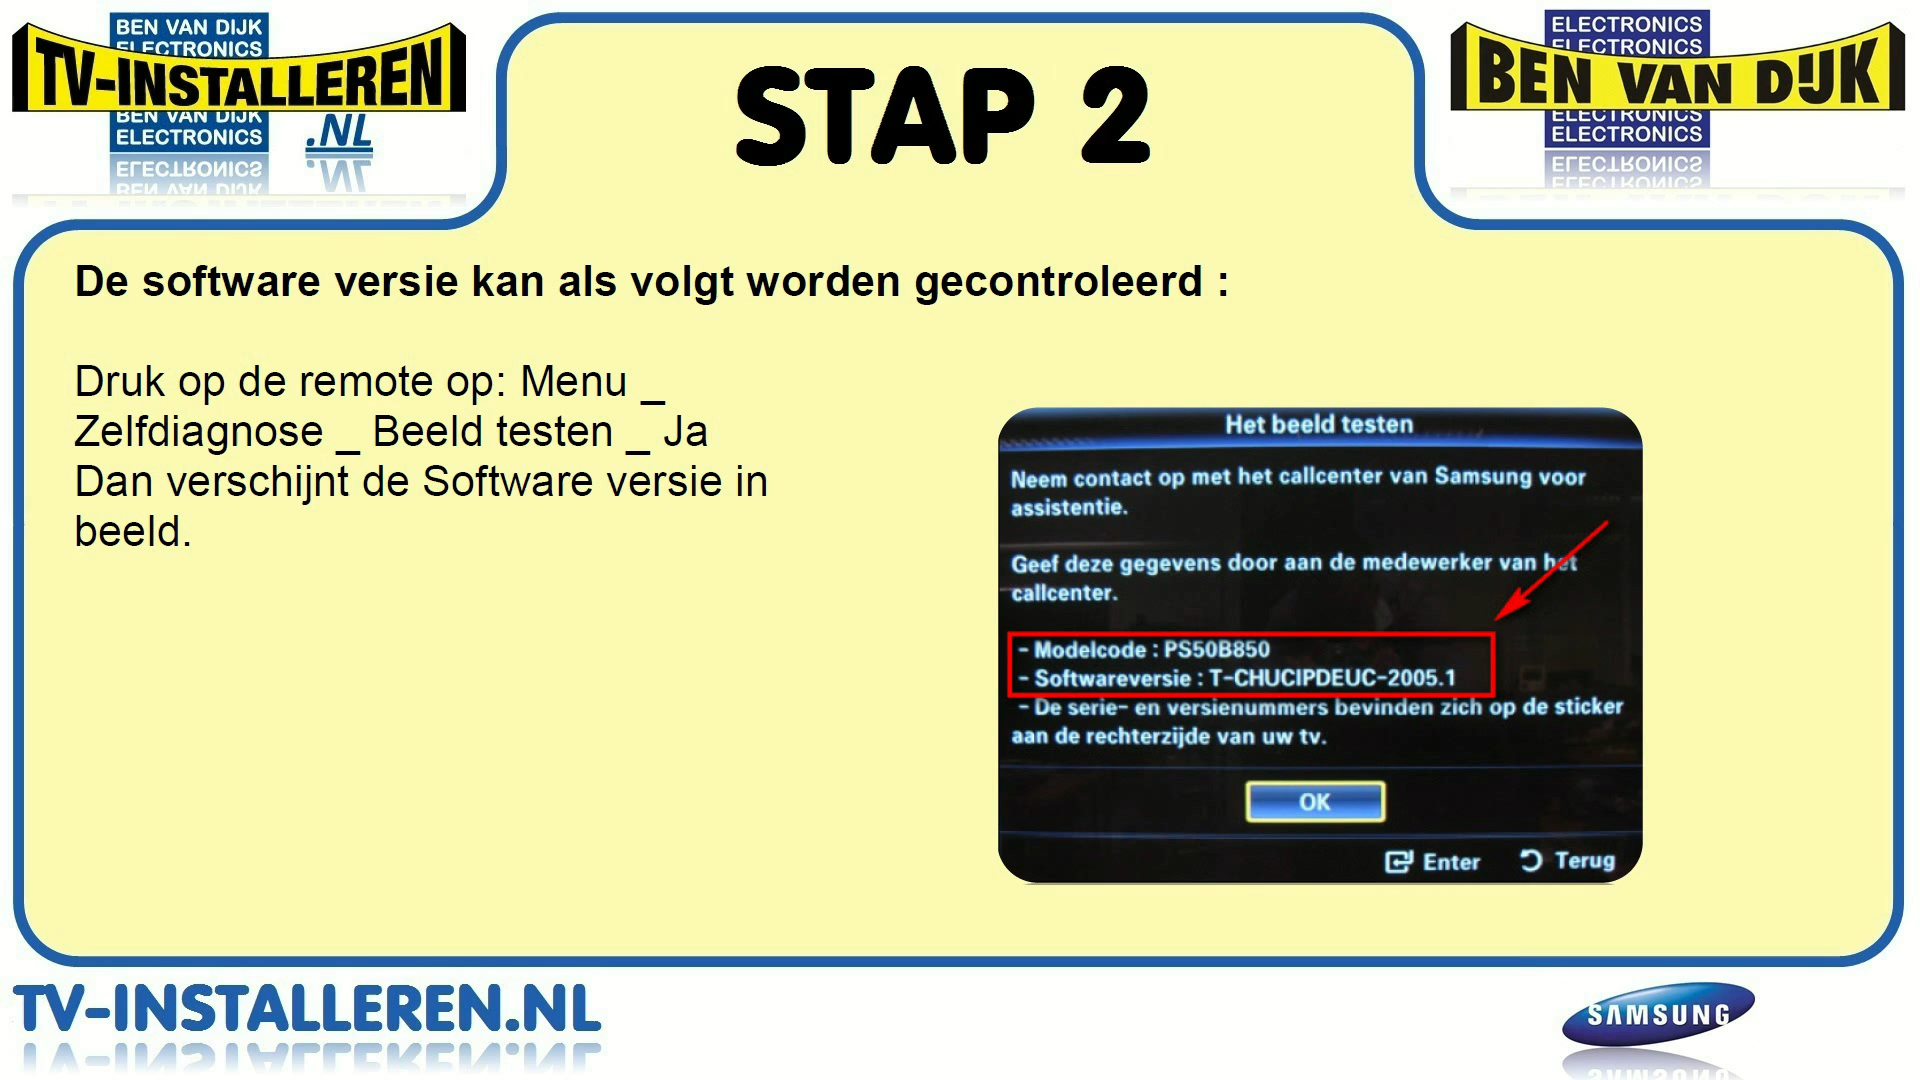 BEN VAN DIJK
ELECTRONICS
TV-INSTALLEREN
BEN VAN DIJK
ELECTRONICS
.NL
STAP 2
ELECTRONICS
ELECTRONICS
BEN VAN DIJK
ELECTRONICS
ELECTRONICS
De software versie kan als volgt worden gecontroleerd :
Druk op de remote op: Menu _
Zelfdiagnose _ Beeld testen _ Ja
Dan verschijnt de Software versie in
beeld.
Het beeld testen
Neem contact op met het callcenter van Samsung voor
assistentie.
Geef deze gegevens door aan de medewerker van het
callcenter.
- Modelcode : PS50B850
- Softwareversie : T-CHUCIPDEUC-2005.1
- De serie- en versienummers bevinden zich op de sticker
aan de rechterzijde van uw tv.
OK
Enter Terug
TV-INSTALLEREN.NL
SAMSUNG